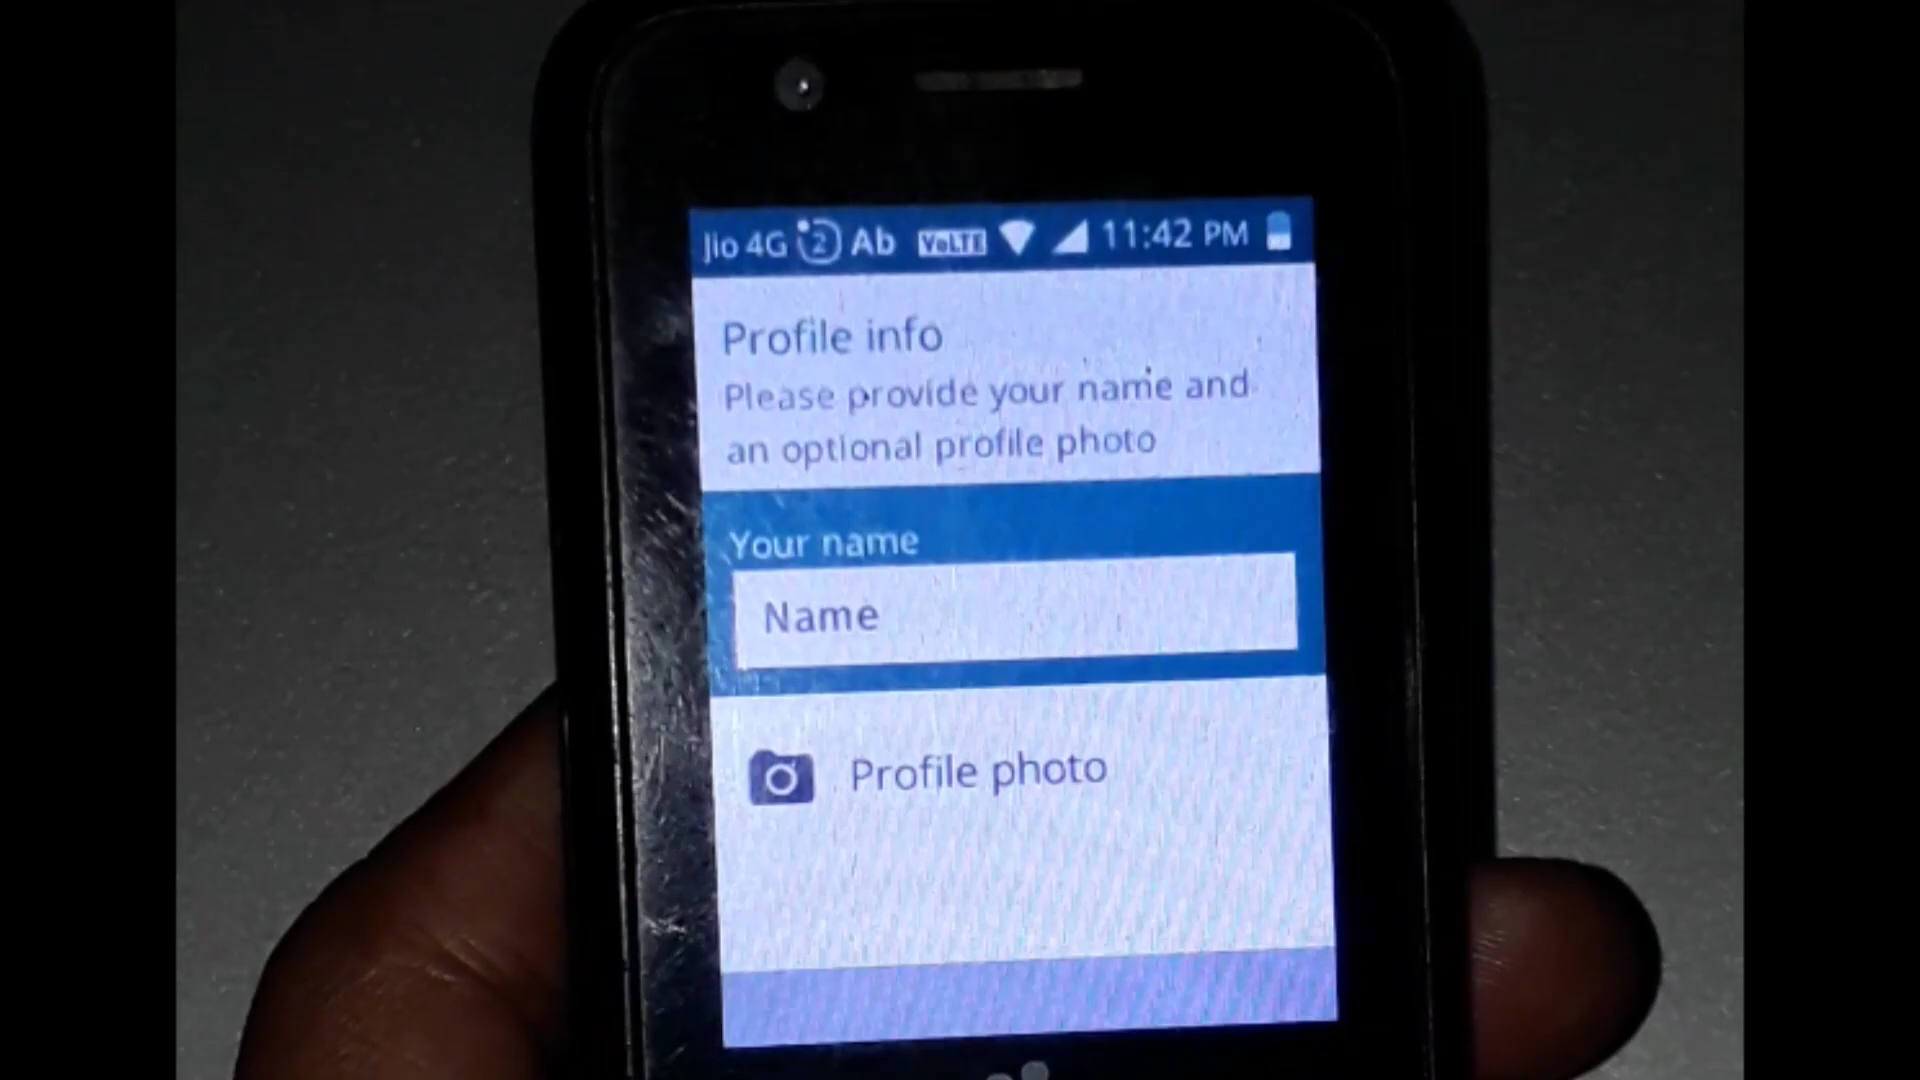 Jio 4G 2 Ab VoLTE 11:42 PM
Profile info
Please provide your name and
an optional profile photo
Your name
Name
Profile photo